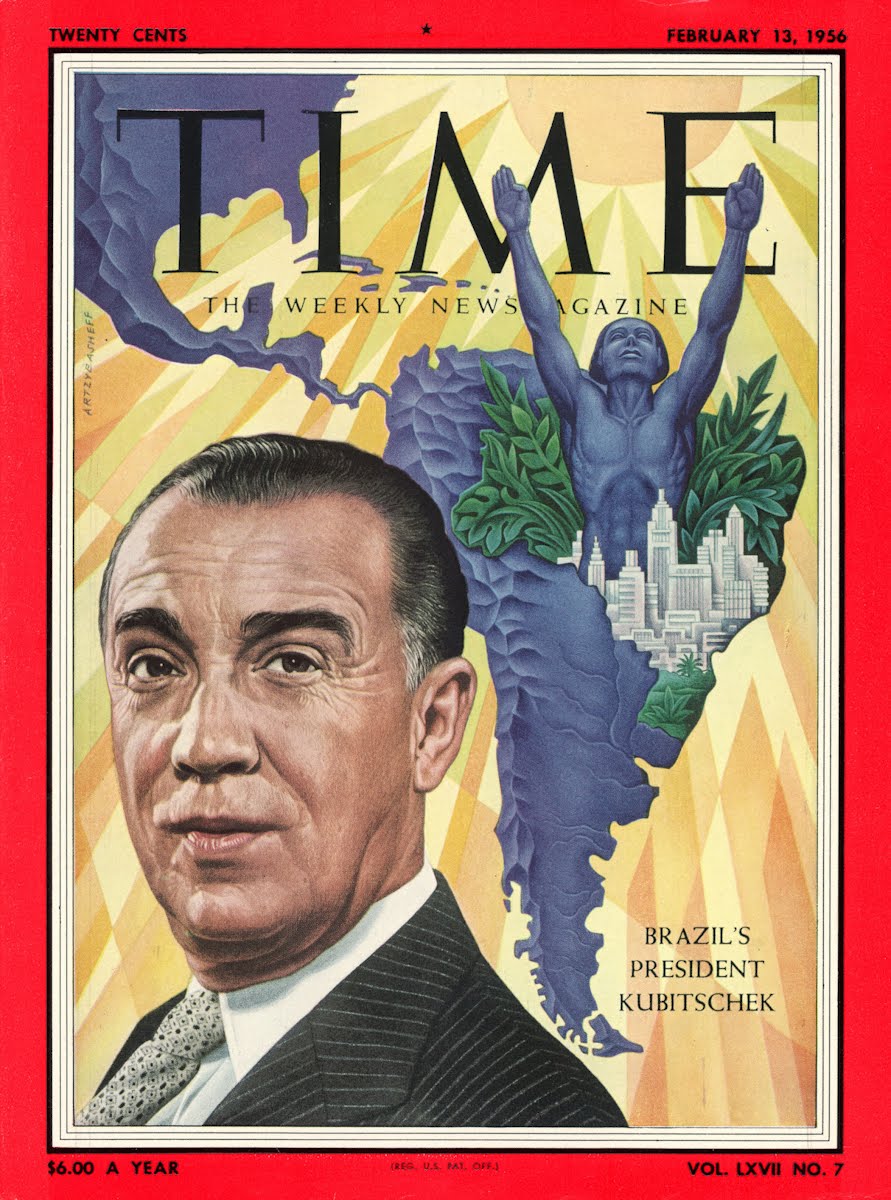 TWENTY CENTS
★
FEBRUARY 13, 1956
TIME
THE WEEKLY NEWSMAGAZINE
ARTZYBASHEFF
BRAZIL'S
PRESIDENT
KUBITSCHEK
$6.00 A YEAR
(REG. U.S. PAT. OFF.)
VOL. LXVII NO. 7